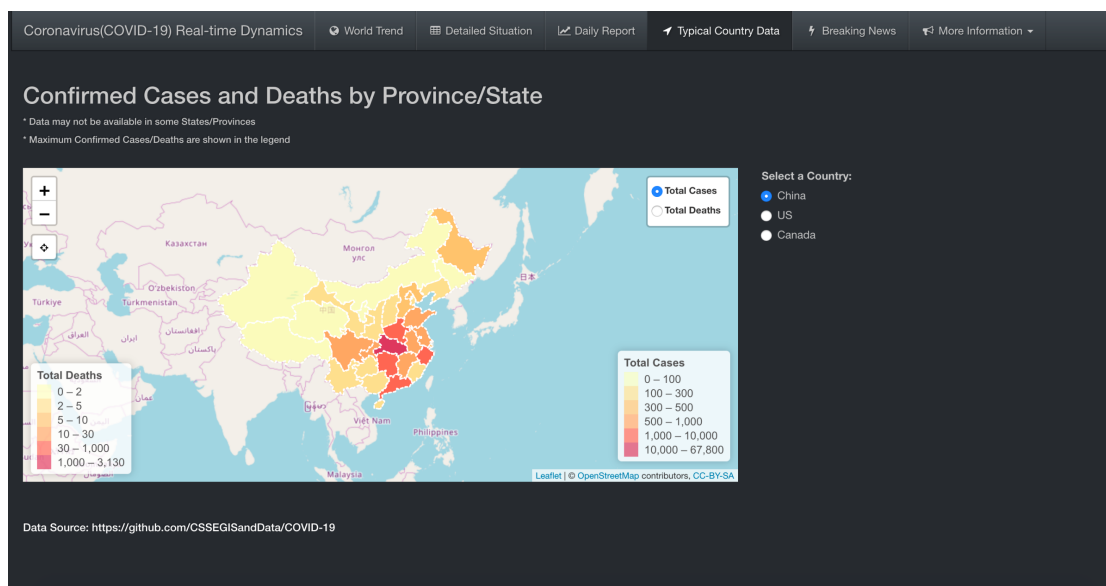 Coronavirus(COVID-19) Real-time Dynamics
World Trend
Detailed Situation
Daily Report
Typical Country Data
Breaking News
More Information
Confirmed Cases and Deaths by Province/State
* Data may not be available in some States/Provinces
* Maximum Confirmed Cases/Deaths are shown in the legend
+
−
Total Cases
Total Deaths
Select a Country:
China
US
Canada
Казахстан
Монгол
улс
O'zbekiston
Türkiye
Türkmenistan
中国
日本
العراق
ایران
افغانستان
پاکستان
عمان
Việt Nam
Philippines
Malaysia
Total Deaths
0 – 2
2 – 5
5 – 10
10 – 30
30 – 1,000
1,000 – 3,130
Total Cases
0 – 100
100 – 300
300 – 500
500 – 1,000
1,000 – 10,000
10,000 – 67,800
Leaflet | © OpenStreetMap contributors, CC-BY-SA
Data Source: https://github.com/CSSEGISandData/COVID-19